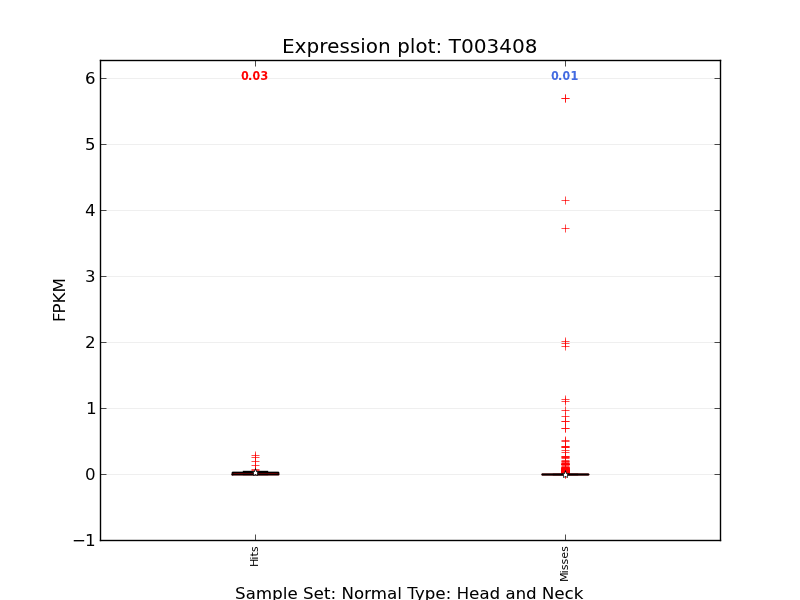 Expression plot: T003408
0.03
0.01
6
5
4
3
2
1
0
−1
FPKM
Hits
Misses
Sample Set: Normal Type: Head and Neck